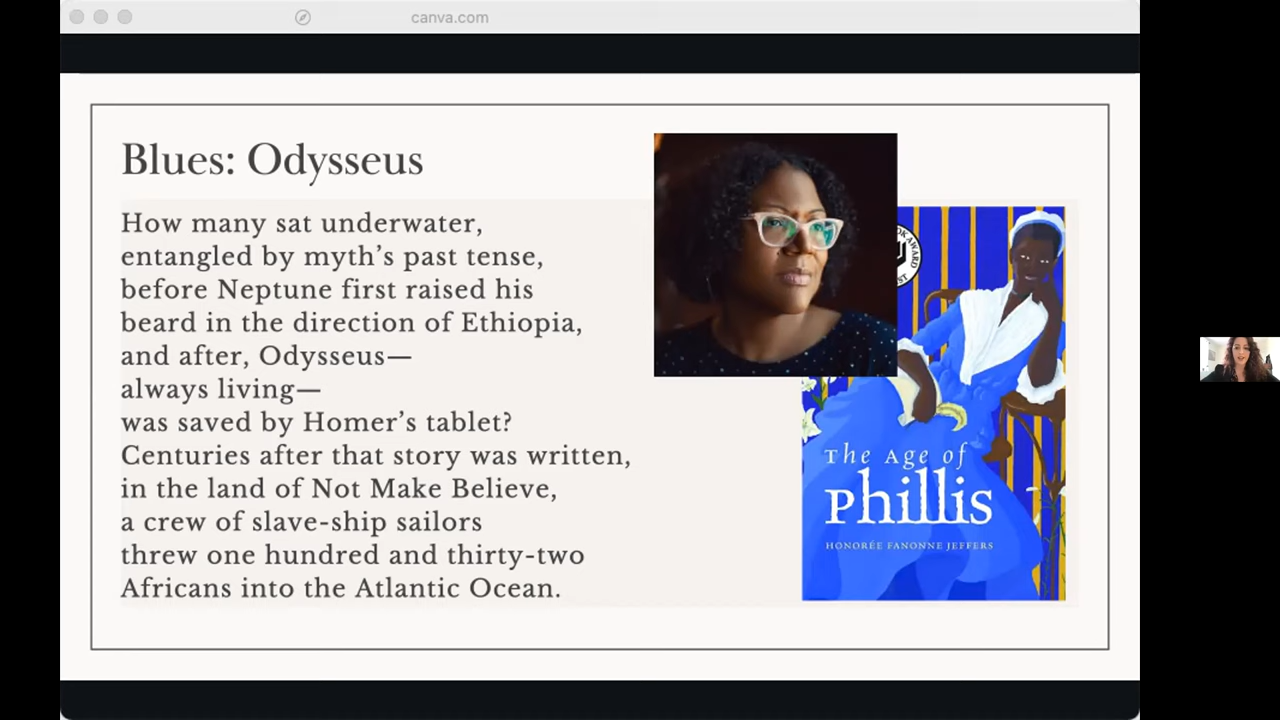 canva.com
Blues: Odysseus
How many sat underwater,
entangled by myth’s past tense,
before Neptune first raised his
beard in the direction of Ethiopia,
and after, Odysseus—
always living—
was saved by Homer’s tablet?
Centuries after that story was written,
in the land of Not Make Believe,
a crew of slave-ship sailors
threw one hundred and thirty-two
Africans into the Atlantic Ocean.
The Age of
Phillis
HONORÉE FANONNE JEFFERS